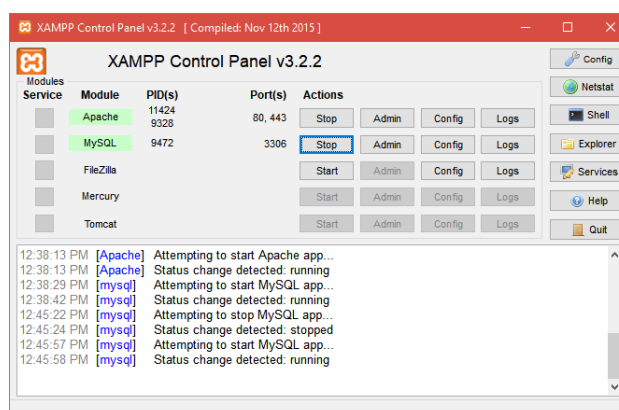 XAMPP Control Panel v3.2.2 [ Compiled: Nov 12th 2015 ]
XAMPP Control Panel v3.2.2
Config
Modules
Service Module PID(s) Port(s) Actions
Netstat
Apache 11424 9328 80, 443 Stop Admin Config Logs
Shell
MySQL 9472 3306 Stop Admin Config Logs
Explorer
FileZilla Start Admin Config Logs
Services
Mercury Start Admin Config Logs
Help
Tomcat Start Admin Config Logs
Quit
12:38:13 PM [Apache] Attempting to start Apache app...
12:38:13 PM [Apache] Status change detected: running
12:38:29 PM [mysql] Attempting to start MySQL app...
12:38:42 PM [mysql] Status change detected: running
12:45:22 PM [mysql] Attempting to stop MySQL app...
12:45:24 PM [mysql] Status change detected: stopped
12:45:57 PM [mysql] Attempting to start MySQL app...
12:45:58 PM [mysql] Status change detected: running